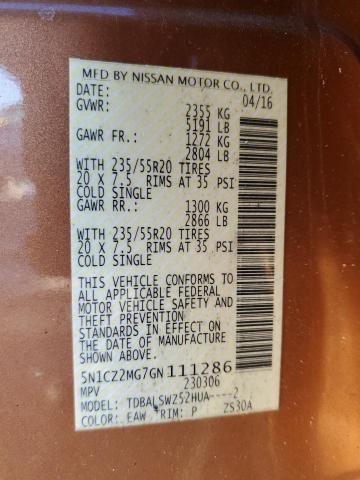 MFD BY NISSAN MOTOR CO., LTD.
DATE: 04/16
GVWR: 2355 KG
5191 LB
GAWR FR.: 1272 KG
2804 LB
WITH 235/55R20 TIRES
20 X 7.5 RIMS AT 35 PSI
COLD SINGLE
GAWR RR.: 1300 KG
2866 LB
WITH 235/55R20 TIRES
20 X 7.5 RIMS AT 35 PSI
COLD SINGLE
THIS VEHICLE CONFORMS TO
ALL APPLICABLE FEDERAL
MOTOR VEHICLE SAFETY AND
THEFT PREVENTION
STANDARDS IN EFFECT ON
THE DATE OF MANUFACTURE
SHOWN ABOVE.
5N1CZ2MG7GN111286
MPV 230306
MODEL: TDBALSWZ52HUA----2
COLOR: EAW TRIM: P ZS30A